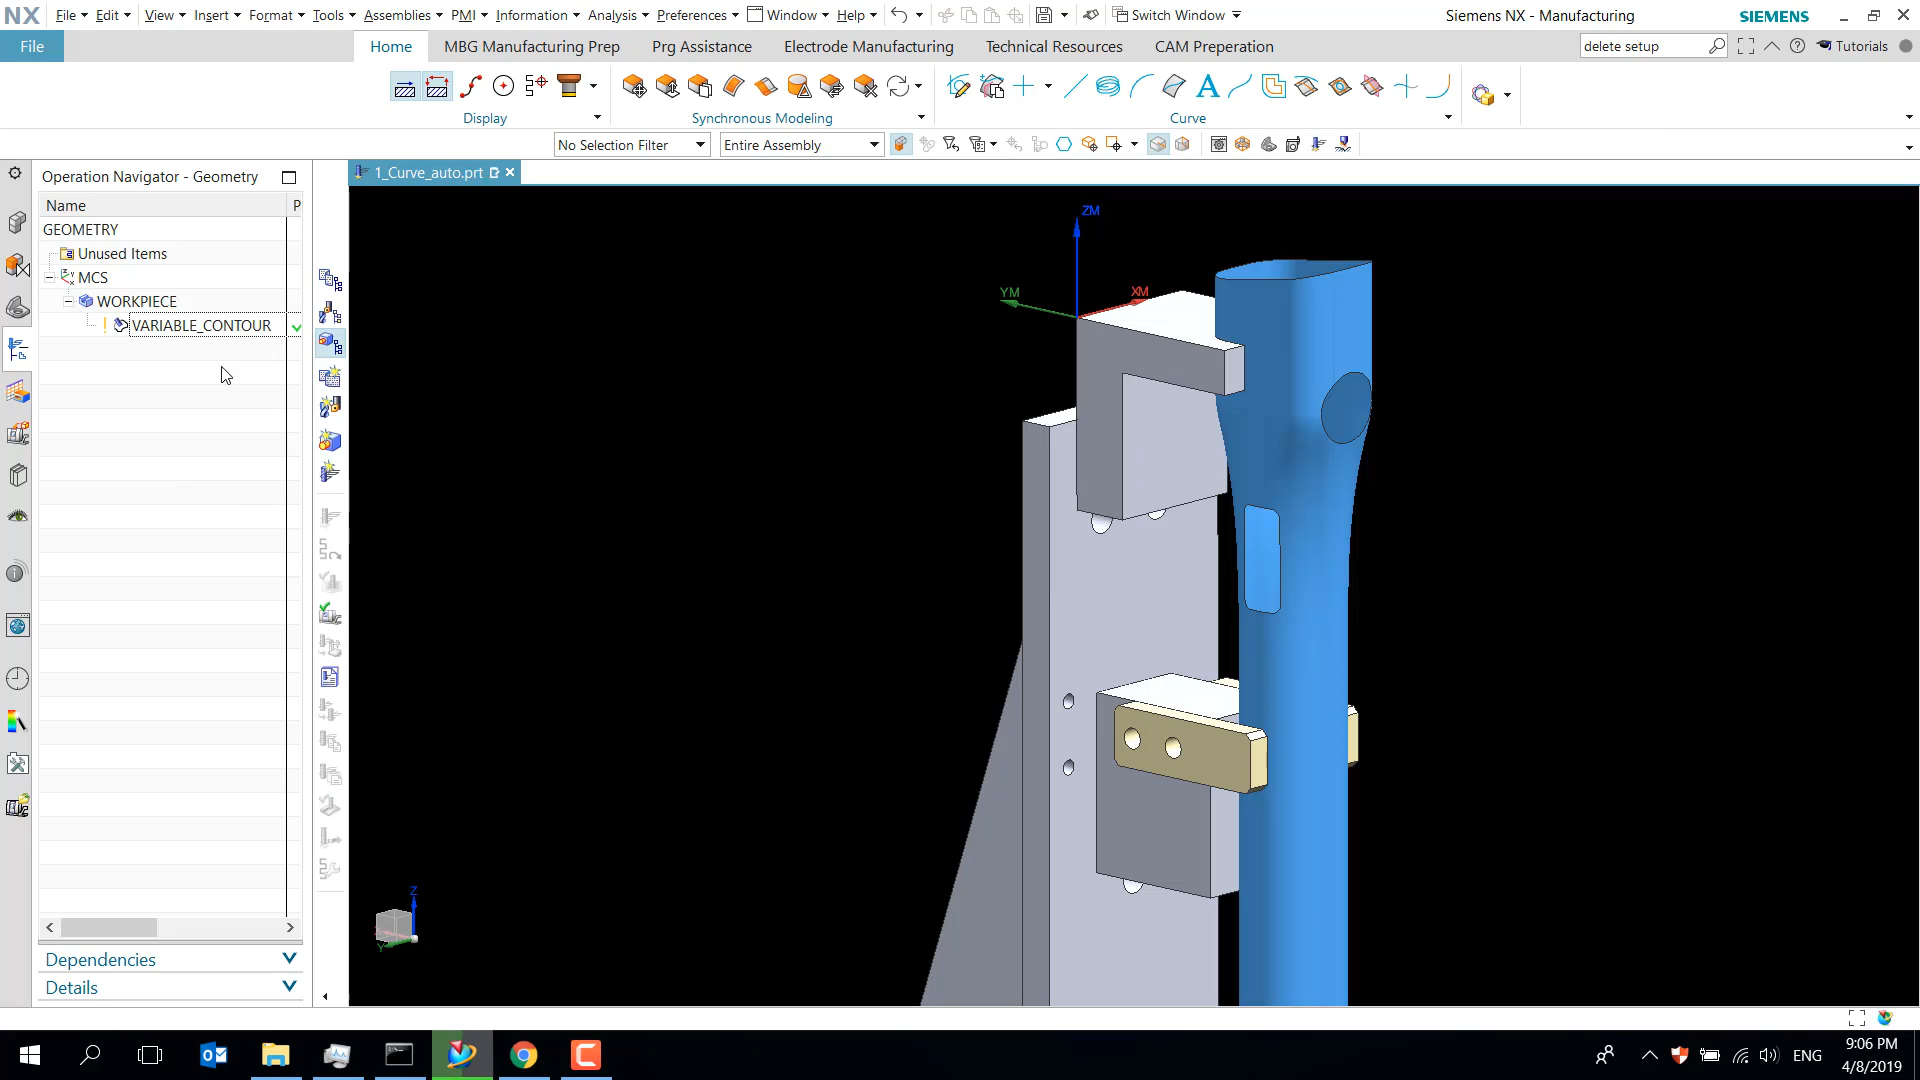 NX File Edit View Insert Format Tools Assemblies PMI Information Analysis Preferences Window Help Switch Window Siemens NX - Manufacturing SIEMENS
File Home MBG Manufacturing Prep Prg Assistance Electrode Manufacturing Technical Resources CAM Preperation delete setup Tutorials
Display Synchronous Modeling Curve
No Selection Filter Entire Assembly
Operation Navigator - Geometry 1_Curve_auto.prt
Name P
GEOMETRY
Unused Items
MCS
WORKPIECE
VARIABLE_CONTOUR
ZM
YM XM
Z
X
Y
Dependencies
Details
ENG 9:06 PM
4/8/2019